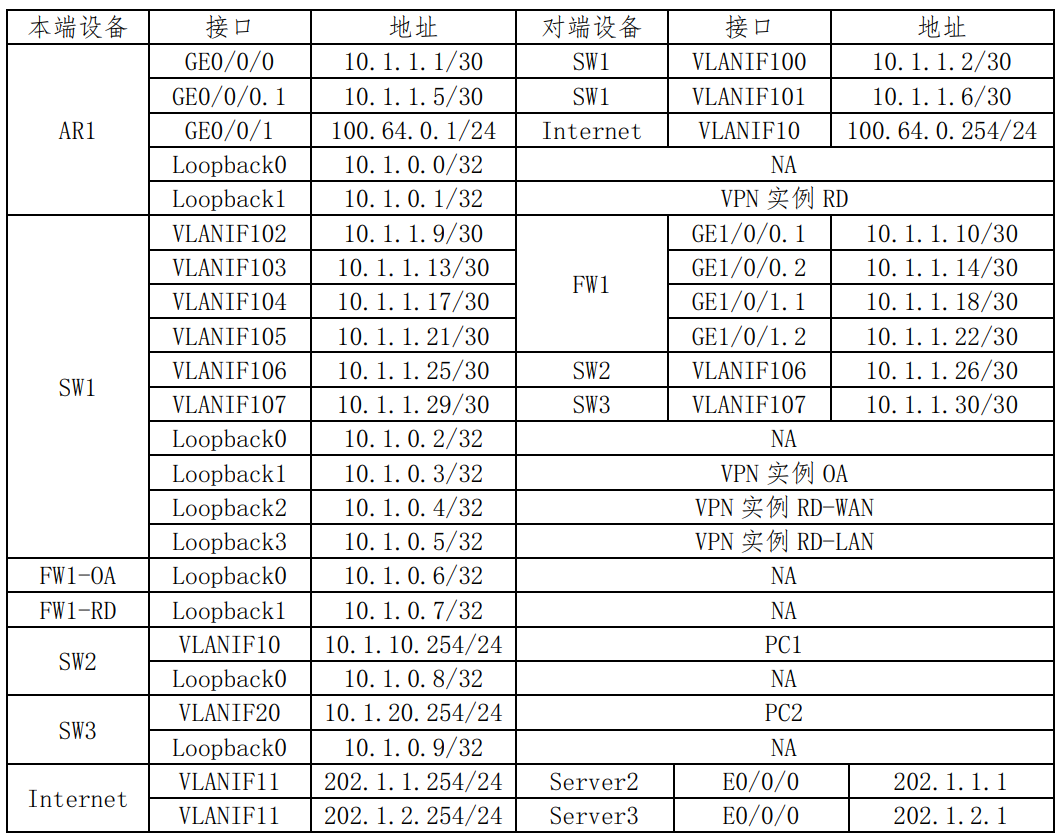 本端设备 接口 地址 对端设备 接口 地址
AR1 GE0/0/0 10.1.1.1/30 SW1 VLANIF100 10.1.1.2/30
GE0/0/0.1 10.1.1.5/30 SW1 VLANIF101 10.1.1.6/30
GE0/0/1 100.64.0.1/24 Internet VLANIF10 100.64.0.254/24
Loopback0 10.1.0.0/32 NA
Loopback1 10.1.0.1/32 VPN 实例 RD
SW1 VLANIF102 10.1.1.9/30 FW1 GE1/0/0.1 10.1.1.10/30
VLANIF103 10.1.1.13/30 GE1/0/0.2 10.1.1.14/30
VLANIF104 10.1.1.17/30 GE1/0/1.1 10.1.1.18/30
VLANIF105 10.1.1.21/30 GE1/0/1.2 10.1.1.22/30
VLANIF106 10.1.1.25/30 SW2 VLANIF106 10.1.1.26/30
VLANIF107 10.1.1.29/30 SW3 VLANIF107 10.1.1.30/30
Loopback0 10.1.0.2/32 NA
Loopback1 10.1.0.3/32 VPN 实例 OA
Loopback2 10.1.0.4/32 VPN 实例 RD-WAN
Loopback3 10.1.0.5/32 VPN 实例 RD-LAN
FW1-OA Loopback0 10.1.0.6/32 NA
FW1-RD Loopback1 10.1.0.7/32 NA
SW2 VLANIF10 10.1.10.254/24 PC1
Loopback0 10.1.0.8/32 NA
SW3 VLANIF20 10.1.20.254/24 PC2
Loopback0 10.1.0.9/32 NA
Internet VLANIF11 202.1.1.254/24 Server2 E0/0/0 202.1.1.1
VLANIF11 202.1.2.254/24 Server3 E0/0/0 202.1.2.1